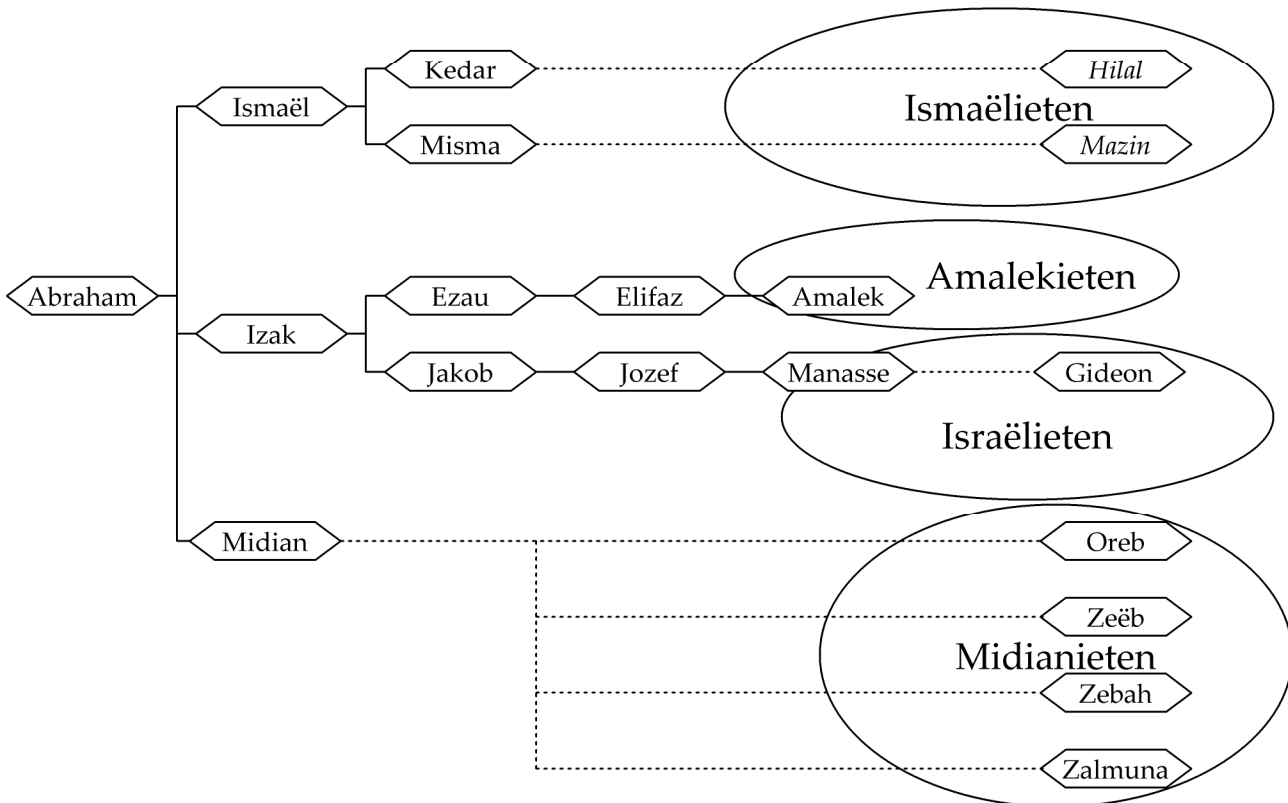 Kedar
Hilal
Ismaël
Ismaëlieten
Misma
Mazin
Amalekieten
Abraham
Ezau
Elifaz
Amalek
Izak
Jakob
Jozef
Manasse
Gideon
Israëlieten
Midian
Oreb
Zeëb
Midianieten
Zebah
Zalmuna